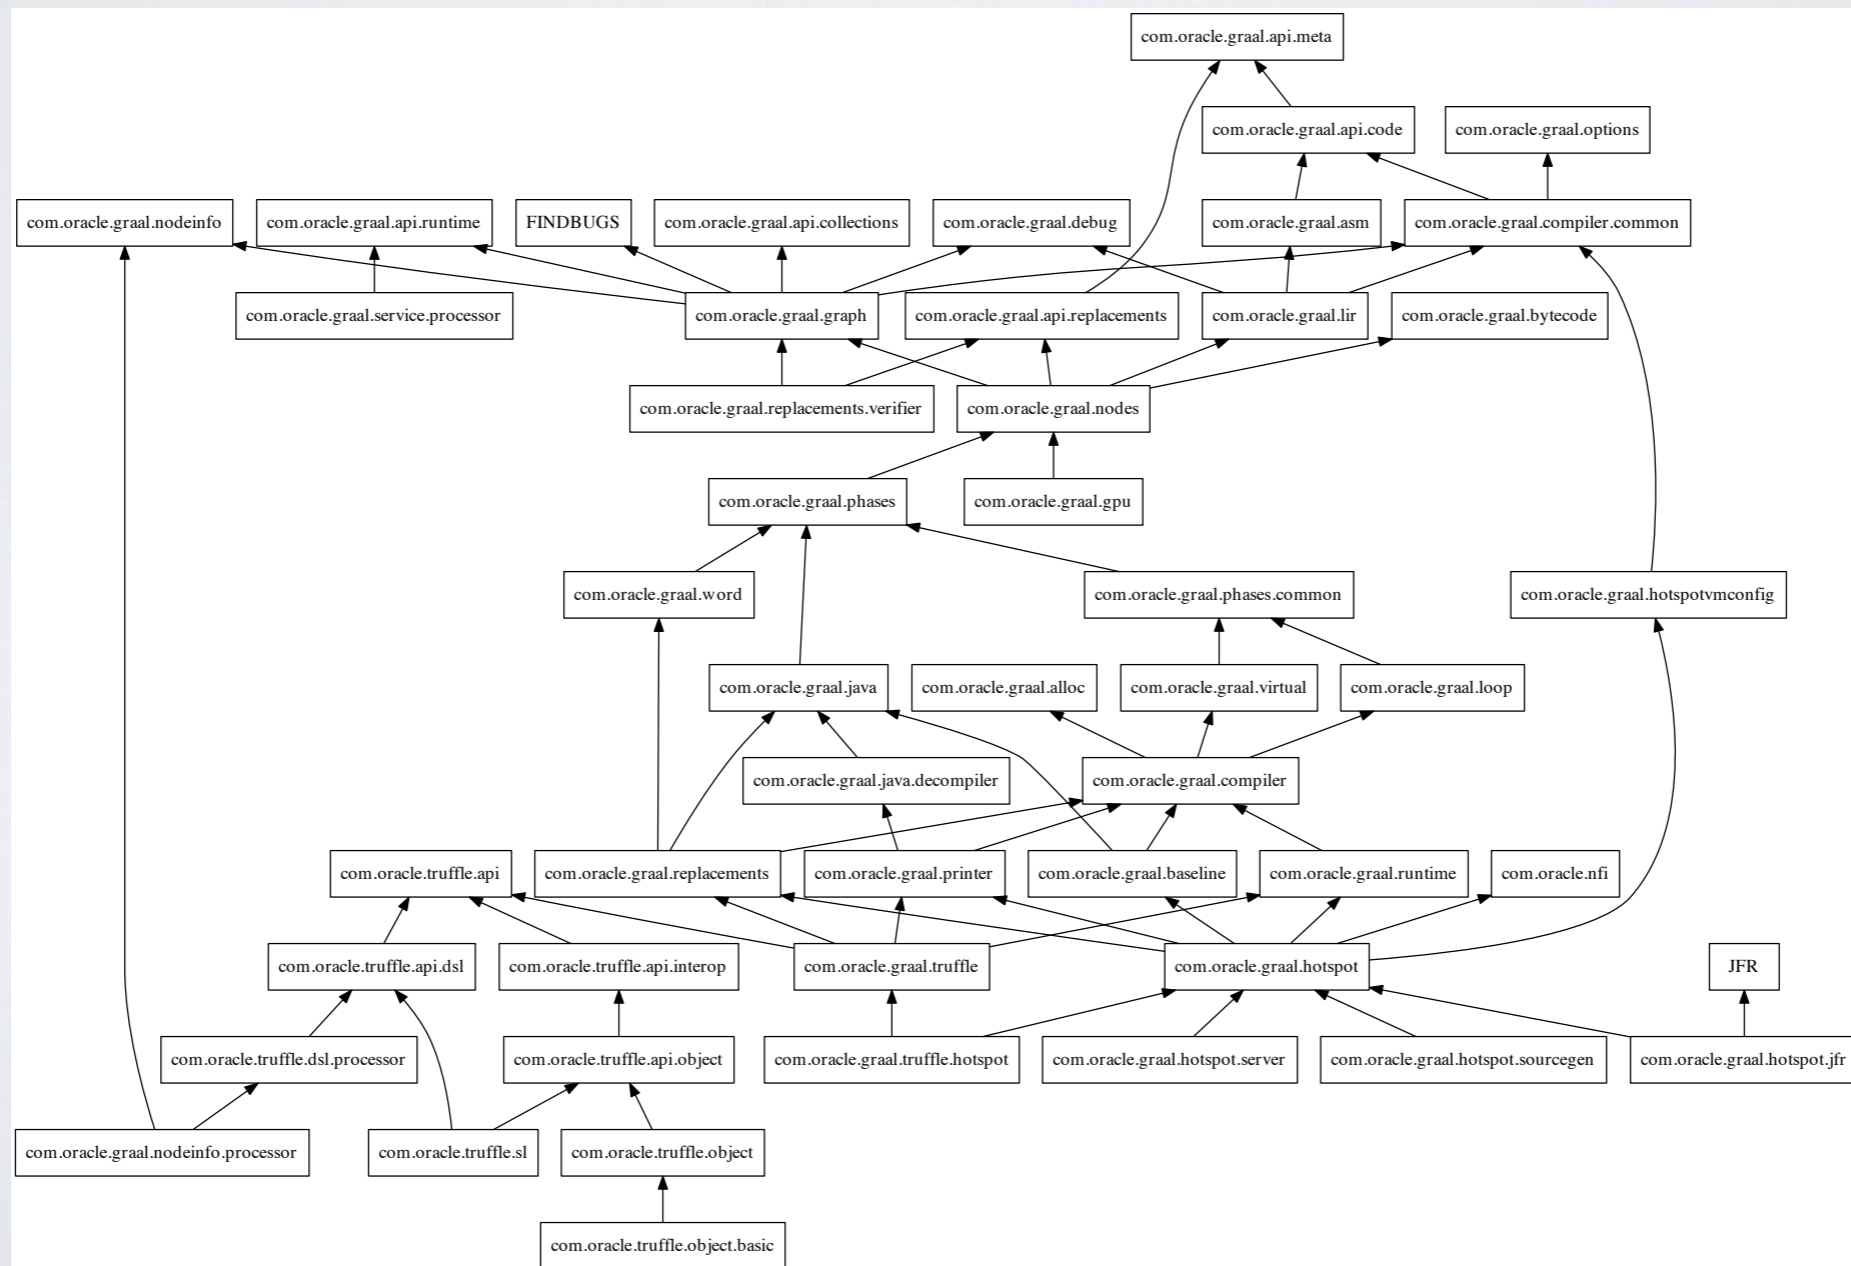 com.oracle.graal.api.meta
com.oracle.graal.api.code
com.oracle.graal.options
com.oracle.graal.nodeinfo
com.oracle.graal.api.runtime
FINDBUGS
com.oracle.graal.api.collections
com.oracle.graal.debug
com.oracle.graal.asm
com.oracle.graal.compiler.common
com.oracle.graal.service.processor
com.oracle.graal.graph
com.oracle.graal.api.replacements
com.oracle.graal.lir
com.oracle.graal.bytecode
com.oracle.graal.replacements.verifier
com.oracle.graal.nodes
com.oracle.graal.phases
com.oracle.graal.gpu
com.oracle.graal.word
com.oracle.graal.phases.common
com.oracle.graal.hotspotvmconfig
com.oracle.graal.java
com.oracle.graal.alloc
com.oracle.graal.virtual
com.oracle.graal.loop
com.oracle.graal.java.decompiler
com.oracle.graal.compiler
com.oracle.truffle.api
com.oracle.graal.replacements
com.oracle.graal.printer
com.oracle.graal.baseline
com.oracle.graal.runtime
com.oracle.nfi
com.oracle.truffle.api.dsl
com.oracle.truffle.api.interop
com.oracle.graal.truffle
com.oracle.graal.hotspot
JFR
com.oracle.truffle.dsl.processor
com.oracle.truffle.api.object
com.oracle.graal.truffle.hotspot
com.oracle.graal.hotspot.server
com.oracle.graal.hotspot.sourcegen
com.oracle.graal.hotspot.jfr
com.oracle.graal.nodeinfo.processor
com.oracle.truffle.sl
com.oracle.truffle.object
com.oracle.truffle.object.basic